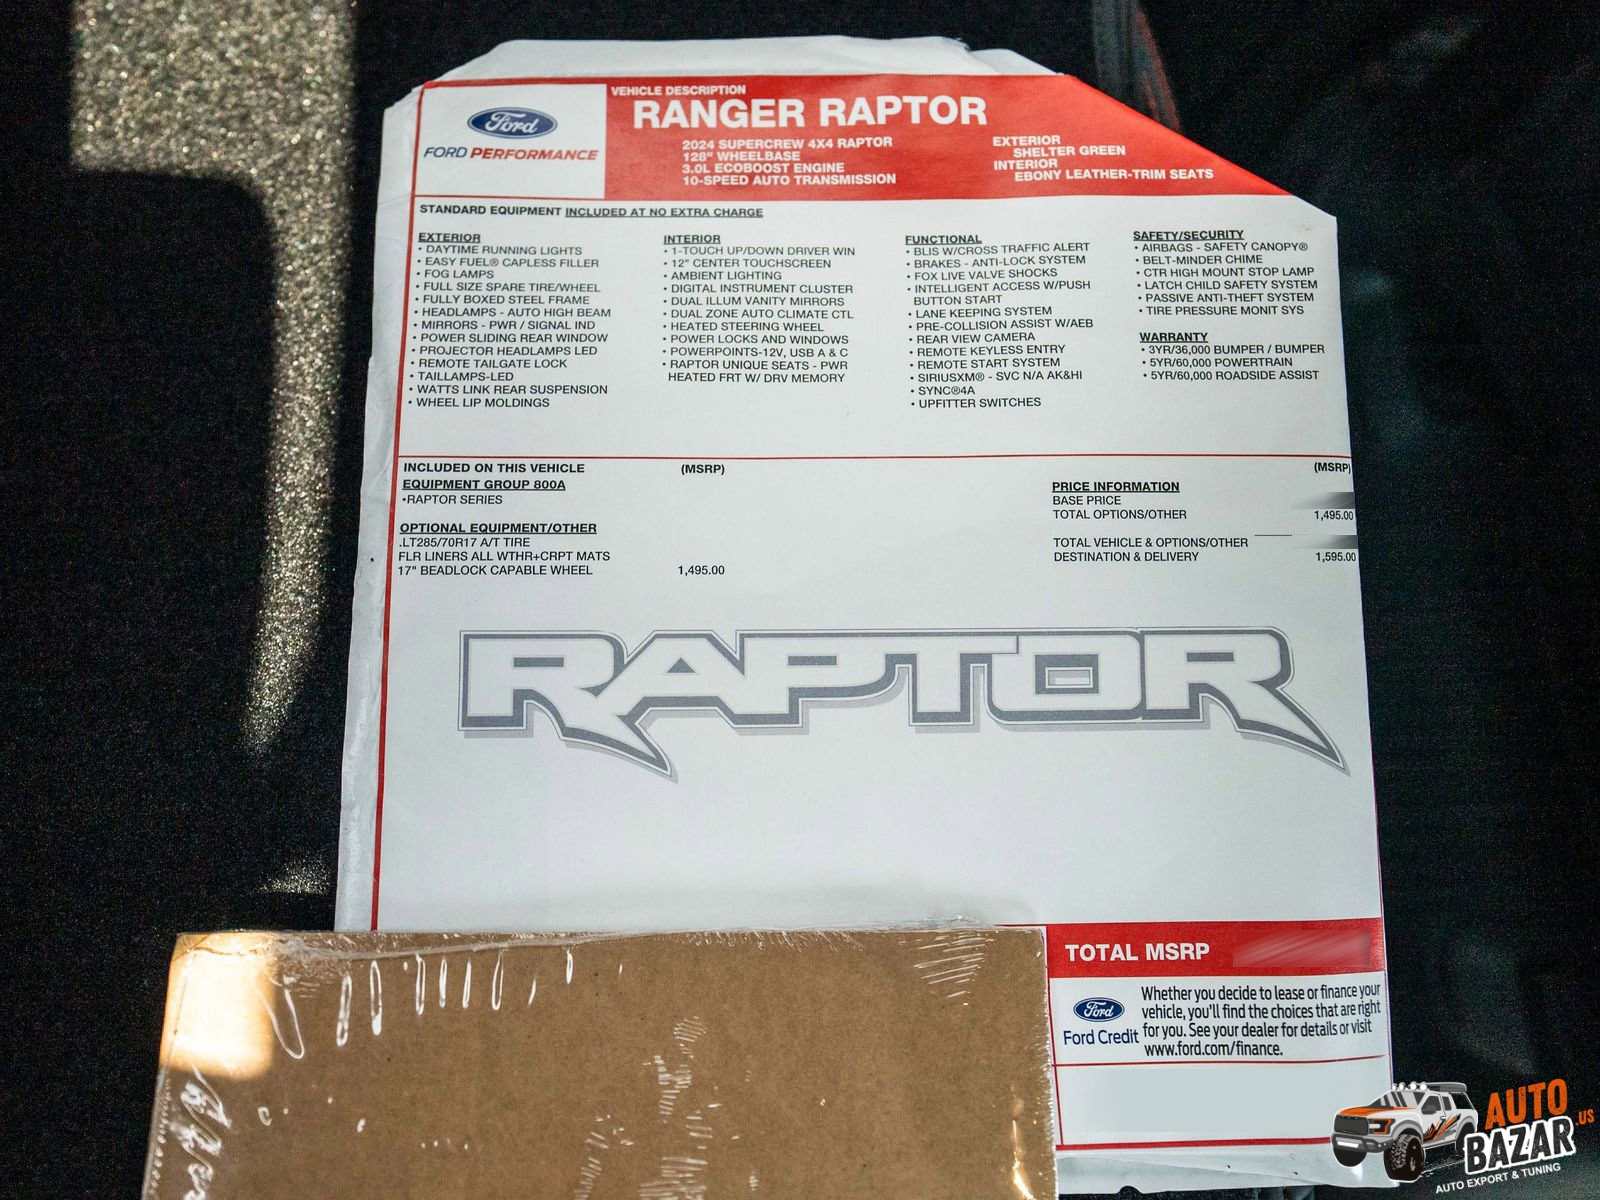 Ford
FORD PERFORMANCE
VEHICLE DESCRIPTION
RANGER RAPTOR
2024 SUPERCREW 4X4 RAPTOR
128" WHEELBASE
3.0L ECOBOOST ENGINE
10-SPEED AUTO TRANSMISSION
EXTERIOR
SHELTER GREEN
INTERIOR
EBONY LEATHER-TRIM SEATS
STANDARD EQUIPMENT INCLUDED AT NO EXTRA CHARGE
EXTERIOR
• DAYTIME RUNNING LIGHTS
• EASY FUEL® CAPLESS FILLER
• FOG LAMPS
• FULL SIZE SPARE TIRE/WHEEL
• FULLY BOXED STEEL FRAME
• HEADLAMPS - AUTO HIGH BEAM
• MIRRORS - PWR / SIGNAL IND
• POWER SLIDING REAR WINDOW
• PROJECTOR HEADLAMPS LED
• REMOTE TAILGATE LOCK
• TAILLAMPS-LED
• WATTS LINK REAR SUSPENSION
• WHEEL LIP MOLDINGS
INTERIOR
• 1-TOUCH UP/DOWN DRIVER WIN
• 12" CENTER TOUCHSCREEN
• AMBIENT LIGHTING
• DIGITAL INSTRUMENT CLUSTER
• DUAL ILLUM VANITY MIRRORS
• DUAL ZONE AUTO CLIMATE CTL
• HEATED STEERING WHEEL
• POWER LOCKS AND WINDOWS
• POWERPOINTS-12V, USB A & C
• RAPTOR UNIQUE SEATS - PWR
HEATED FRT W/ DRV MEMORY
FUNCTIONAL
• BLIS W/CROSS TRAFFIC ALERT
• BRAKES - ANTI-LOCK SYSTEM
• FOX LIVE VALVE SHOCKS
• INTELLIGENT ACCESS W/PUSH
BUTTON START
• LANE KEEPING SYSTEM
• PRE-COLLISION ASSIST W/AEB
• REAR VIEW CAMERA
• REMOTE KEYLESS ENTRY
• REMOTE START SYSTEM
• SIRIUSXM® - SVC N/A AK&HI
• SYNC®4A
• UPFITTER SWITCHES
SAFETY/SECURITY
• AIRBAGS - SAFETY CANOPY®
• BELT-MINDER CHIME
• CTR HIGH MOUNT STOP LAMP
• LATCH CHILD SAFETY SYSTEM
• PASSIVE ANTI-THEFT SYSTEM
• TIRE PRESSURE MONIT SYS
WARRANTY
• 3YR/36,000 BUMPER / BUMPER
• 5YR/60,000 POWERTRAIN
• 5YR/60,000 ROADSIDE ASSIST
INCLUDED ON THIS VEHICLE (MSRP)
EQUIPMENT GROUP 800A
•RAPTOR SERIES
OPTIONAL EQUIPMENT/OTHER
.LT285/70R17 A/T TIRE
FLR LINERS ALL WTHR+CRPT MATS
17" BEADLOCK CAPABLE WHEEL 1,495.00
(MSRP)
PRICE INFORMATION
BASE PRICE
TOTAL OPTIONS/OTHER 1,495.00
TOTAL VEHICLE & OPTIONS/OTHER
DESTINATION & DELIVERY 1,595.00
RAPTOR
TOTAL MSRP
Ford
Ford Credit
Whether you decide to lease or finance your
vehicle, you'll find the choices that are right
for you. See your dealer for details or visit
www.ford.com/finance.
AUTO
BAZAR.US
AUTO EXPORT & TUNING